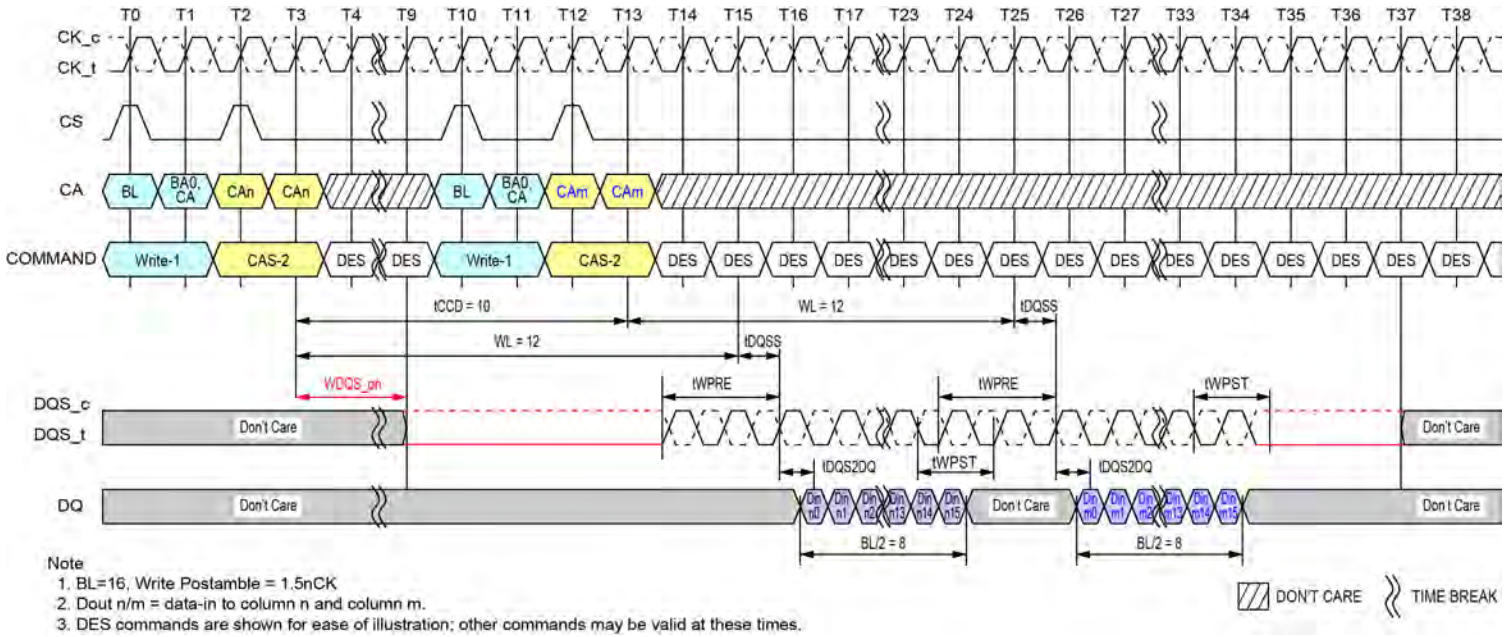 T0 T1 T2 T4 T9 T10 T11 T12 T13 T14 T15 T16 T17 T23 T24 T25 T26 T27 T33 T34 T35 T36 T37 T38
CK_c
CK_t
CS
CA BL BA0, CA CAn CAn BL BA0, CA CAm CAm
COMMAND Write-1 CAS-2 DES DES Write-1 CAS-2 DES DES DES DES DES DES DES DES DES DES DES DES DES DES DES
tCCD = 10 WL = 12 tDQSS
WL = 12 tDQSS
WDQS_on tWPRE tWPRE tWPST
DQS_c
DQS_t Don't Care Don't Care
tDQS2DQ tWPST tDQS2DQ
DQ Don't Care Din n0 Din n1 Din n2 Din n13 Din n14 Din n15 Don't Care Din m0 Din m1 Din m2 Din m13 Din m14 Din m15 Don't Care
BL/2 = 8 BL/2 = 8
Note
1. BL=16, Write Postamble = 1.5nCK
2. Dout n/m = data-in to column n and column m.
3. DES commands are shown for ease of illustration; other commands may be valid at these times.
DON'T CARE TIME BREAK